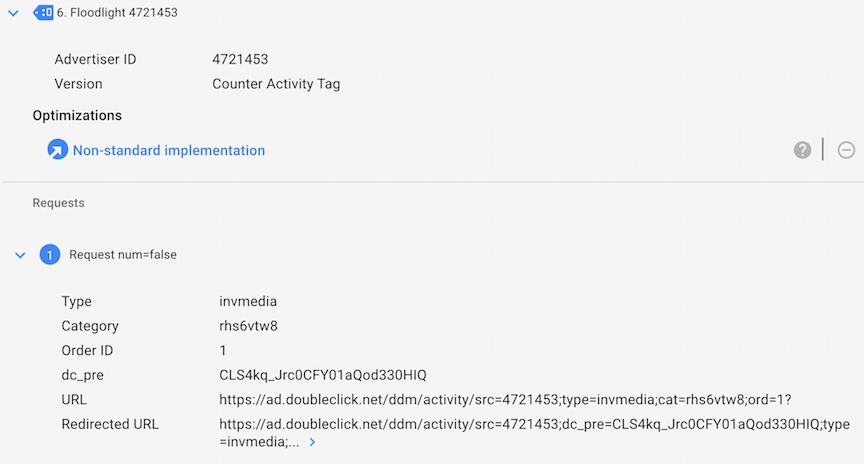 6. Floodlight 4721453
Advertiser ID 4721453
Version Counter Activity Tag
Optimizations
Non-standard implementation
?
Requests
1 Request num=false
Type invmedia
Category rhs6vtw8
Order ID 1
dc_pre CLS4kq_Jrc0CFY01aQod330HIQ
URL https://ad.doubleclick.net/ddm/activity/src=4721453;type=invmedia;cat=rhs6vtw8;ord=1?
Redirected URL https://ad.doubleclick.net/ddm/activity/src=4721453;dc_pre=CLS4kq_Jrc0CFY01aQod330HIQ;type
=invmedia;...